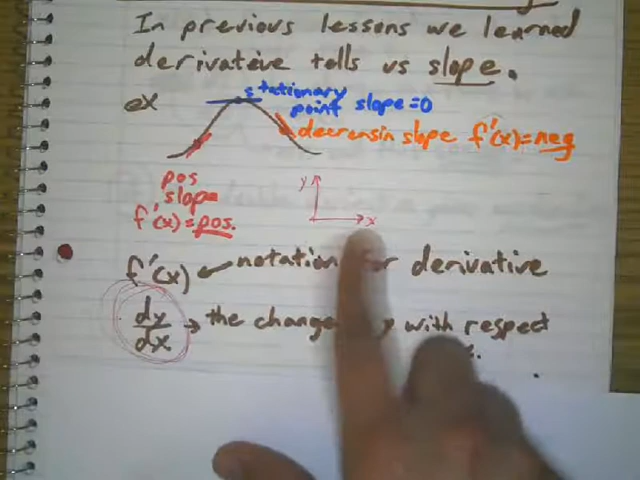 In previous lessons we learned
derivative tells us slope.
ex
stationary
point slope=0
decreasin slope f'(x)=neg
pos
slope
f'(x)=pos.
y
x
f'(x) notation for derivative
dy
dx
the change with respect